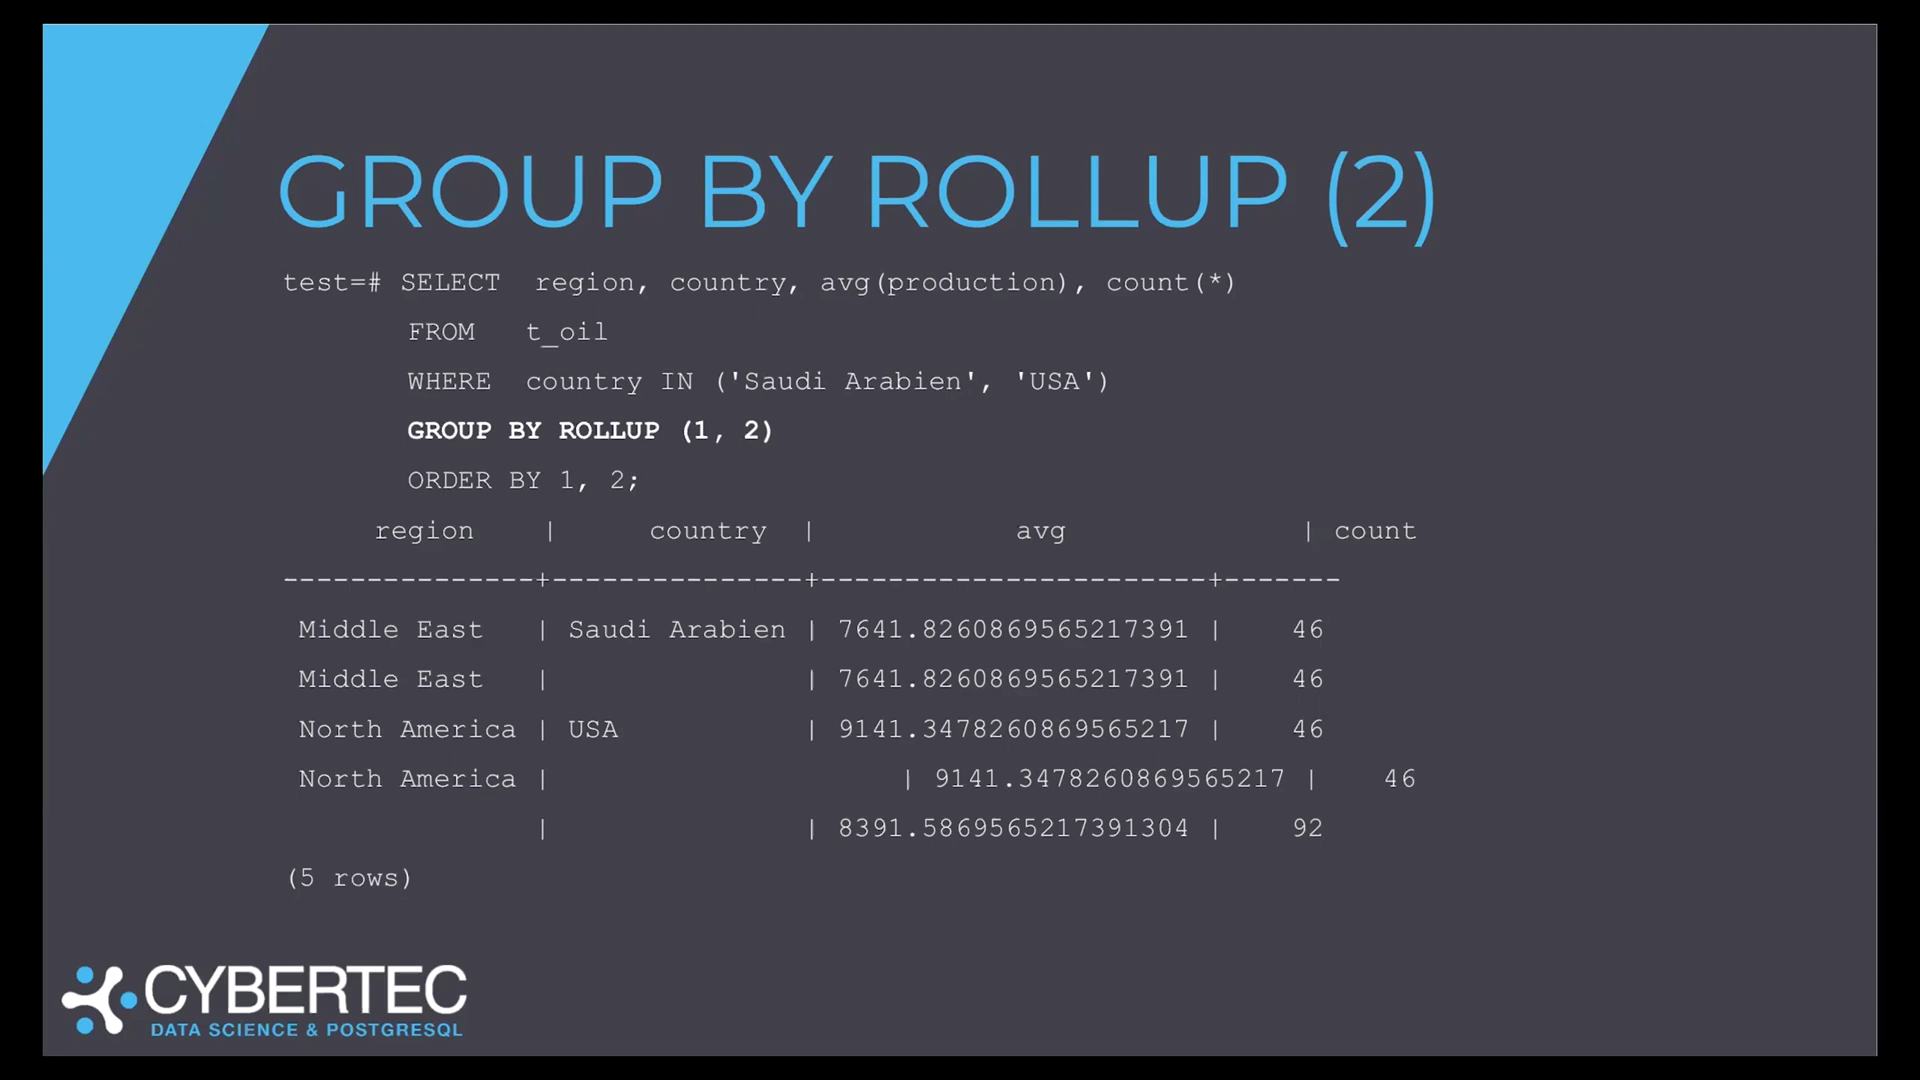 GROUP BY ROLLUP (2)
test=# SELECT  region, country, avg(production), count(*)
FROM   t_oil
WHERE  country IN ('Saudi Arabien', 'USA')
GROUP BY ROLLUP (1, 2)
ORDER BY 1, 2;
region | country | avg | count
---------------+---------------+-----------------------+-------
Middle East | Saudi Arabien | 7641.8260869565217391 | 46
Middle East | | 7641.8260869565217391 | 46
North America | USA | 9141.3478260869565217 | 46
North America | | 9141.3478260869565217 | 46
| | 8391.5869565217391304 | 92
(5 rows)
CYBERTEC
DATA SCIENCE & POSTGRESQL